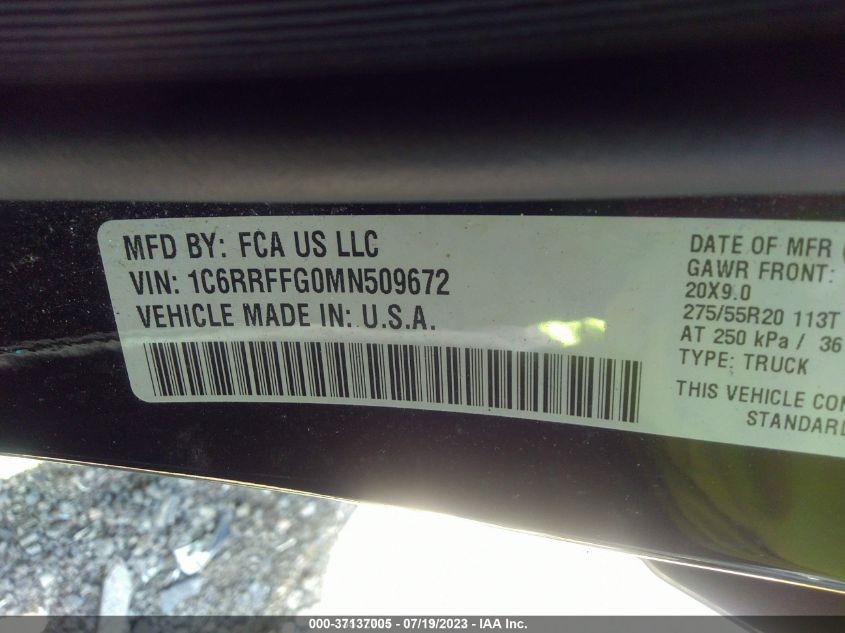 MFD BY: FCA US LLC
VIN: 1C6RRFFG0MN509672
VEHICLE MADE IN: U.S.A.
DATE OF MFR
GAWR FRONT:
20X9.0
275/55R20 113T
AT 250 kPa / 36
TYPE: TRUCK
THIS VEHICLE
STANDARD
000-37137005 - 07/19/2023 - IAA Inc.